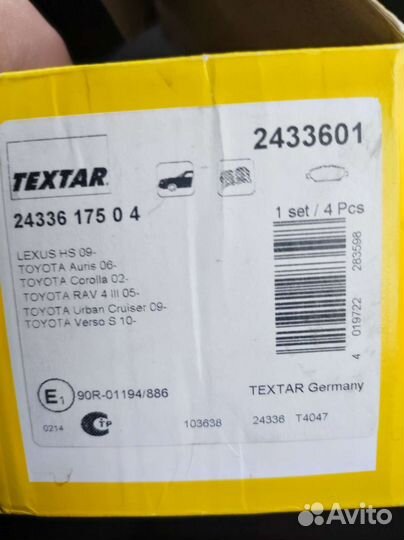 TEXTAR
2433601
24336 175 0 4
1 set / 4 Pcs
LEXUS HS 09-
TOYOTA Auris 06-
TOYOTA Corolla 02-
TOYOTA RAV 4 III 05-
TOYOTA Urban Cruiser 09-
TOYOTA Verso S 10-
4 019722 283598
E1 90R-01194/886
TEXTAR Germany
0214
СТР
103638
24336 T4047
Avito